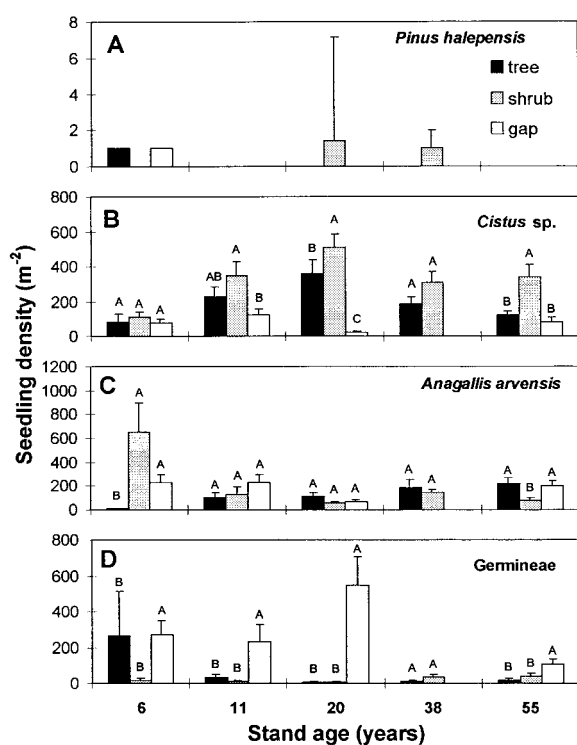 A
Pinus halepensis
tree
shrub
gap
8
6
4
2
0
B
Cistus sp.
800
600
400
200
0
A A A
AB A B
B A C
A A
B A B
C
Anagallis arvensis
1200
1000
800
600
400
200
0
B A A
A A A
A A A
A A
A B A
D
Germineae
800
600
400
200
0
B B A
B B A
B B A
A A
B B A
6 11 20 38 55
Stand age (years)
Seedling density (m-2)